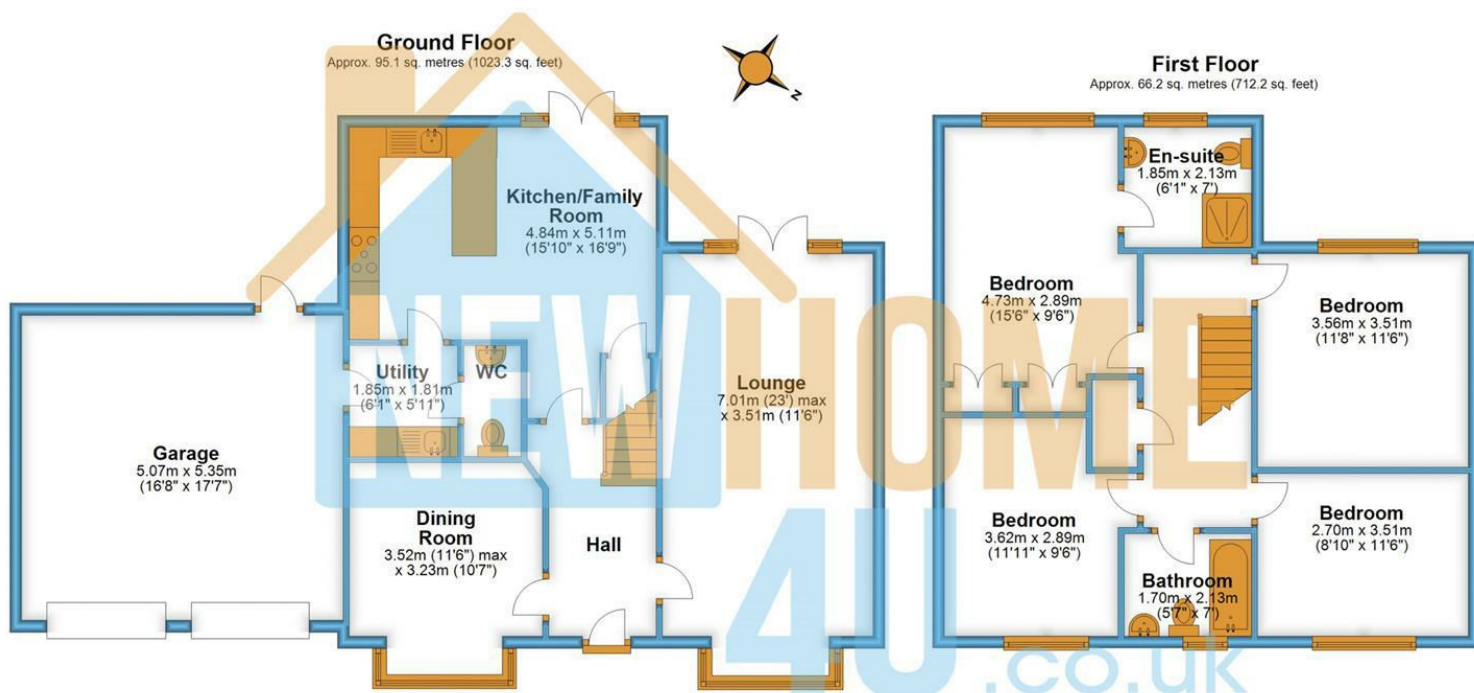 Ground Floor
Approx. 95.1 sq. metres (1023.3 sq. feet)
Kitchen/Family
Room
4.84m x 5.11m
(15'10" x 16'9")
Utility
1.85m x 1.81m
(6'1" x 5'11")
WC
Lounge
7.01m (23') max
x 3.51m (11'6")
Garage
5.07m x 5.35m
(16'8" x 17'7")
Dining
Room
3.52m (11'6") max
x 3.23m (10'7")
Hall
N
First Floor
Approx. 66.2 sq. metres (712.2 sq. feet)
En-suite
1.85m x 2.13m
(6'1" x 7')
Bedroom
4.73m x 2.89m
(15'6" x 9'6")
Bedroom
3.56m x 3.51m
(11'8" x 11'6")
Bedroom
3.62m x 2.89m
(11'11" x 9'6")
Bedroom
2.70m x 3.51m
(8'10" x 11'6")
Bathroom
1.70m x 2.13m
(5'7" x 7')
NEWHOME
4U.co.uk